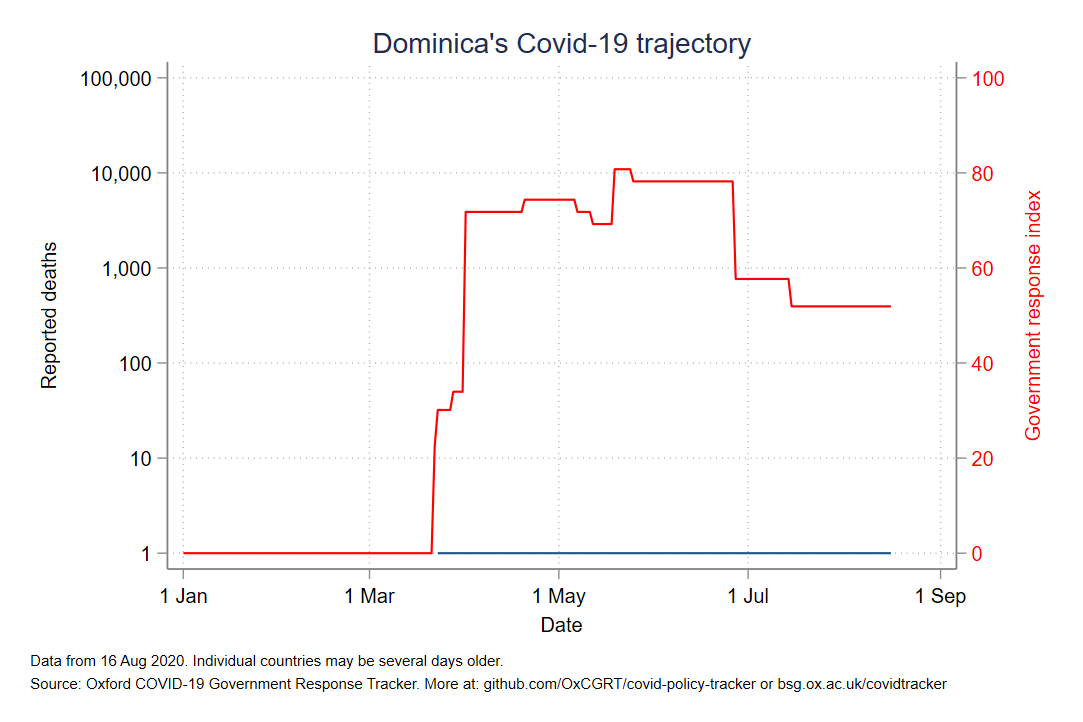 Dominica's Covid-19 trajectory
100,000
10,000
1,000
100
10
1
Reported deaths
100
80
60
40
20
0
Government response index
1 Jan
1 Mar
1 May
1 Jul
1 Sep
Date
Data from 16 Aug 2020. Individual countries may be several days older.
Source: Oxford COVID-19 Government Response Tracker. More at: github.com/OxCGRT/covid-policy-tracker or bsg.ox.ac.uk/covidtracker